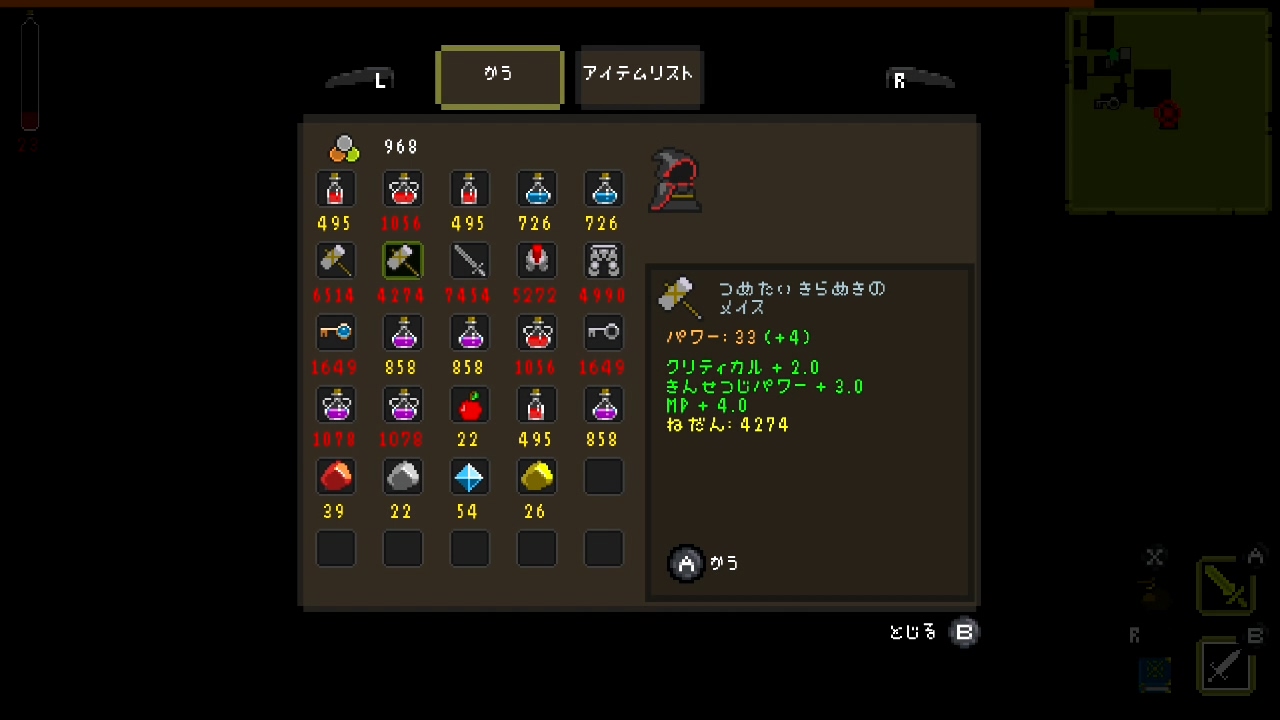 L
かう
アイテムリスト
R
968
495 1056 495 726 726
6514 4274 7454 5272 4990
1649 858 858 1056 1649
1078 1078 22 495 858
39 22 54 26
つめたい きらめきの
メイス
パワー: 33 (+4)
クリティカル + 2.0
きんせつじパワー + 3.0
MP + 4.0
ねだん: 4274
A かう
とじる B
23
X
A
R
B